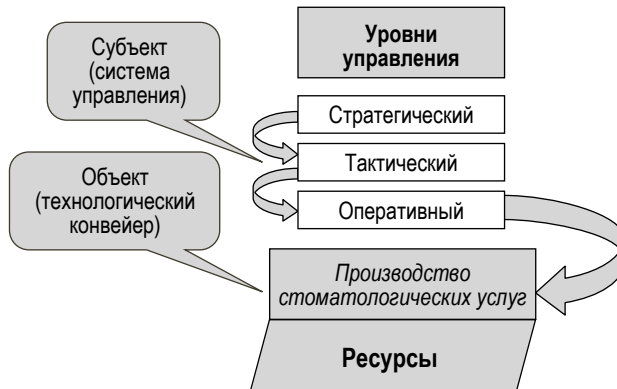 Субъект
(система
управления)
Уровни
управления
Стратегический
Тактический
Оперативный
Объект
(технологический
конвейер)
Производство
стоматологических услуг
Ресурсы